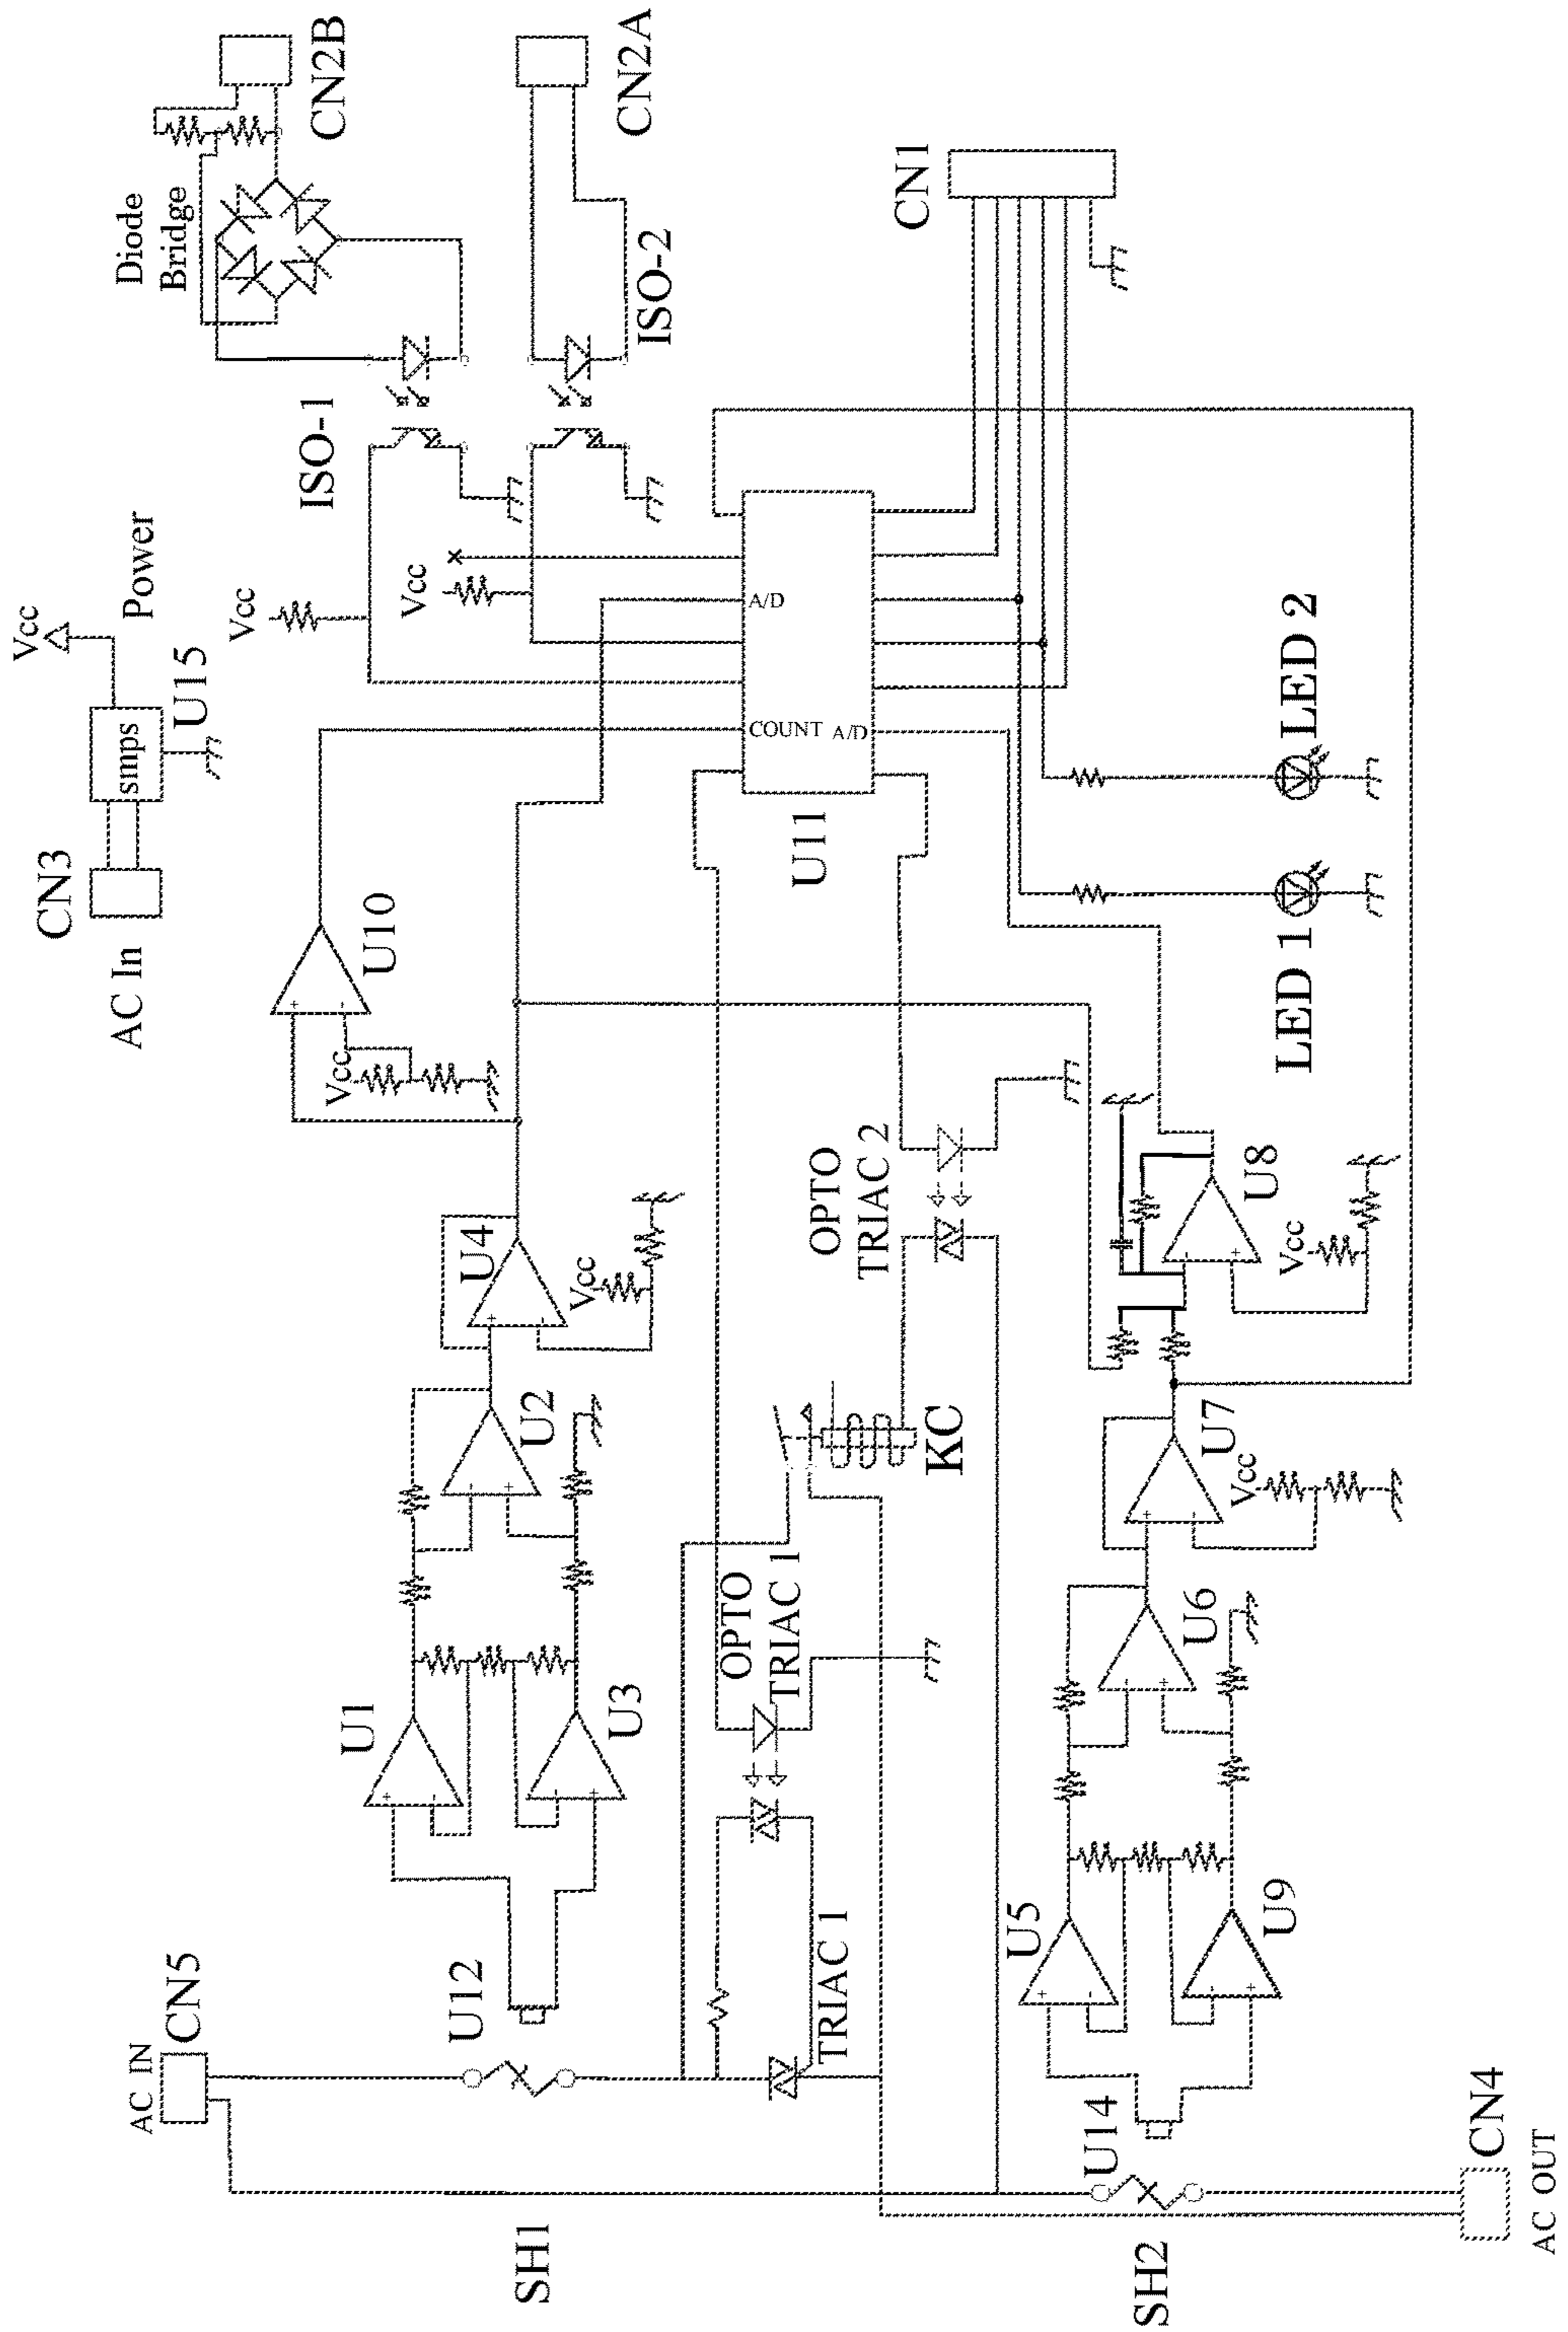 Vcc
CN3
smps
AC In
Power
U15
Diode
Bridge
AC IN
CN5
Vcc
ISO-1
CN2B
U1
Vcc
U10
Vcc
U12
U4
U2
SH1
Vcc
U3
CN2A
ISO-2
OPTO
TRIAC 1
A/D
COUNT
A/D
U11
TRIAC 1
OPTO
TRIAC 2
CN1
KC
U5
U14
SH2
U6
U7
Vcc
U8
U9
Vcc
LED 1
LED 2
CN4
AC OUT